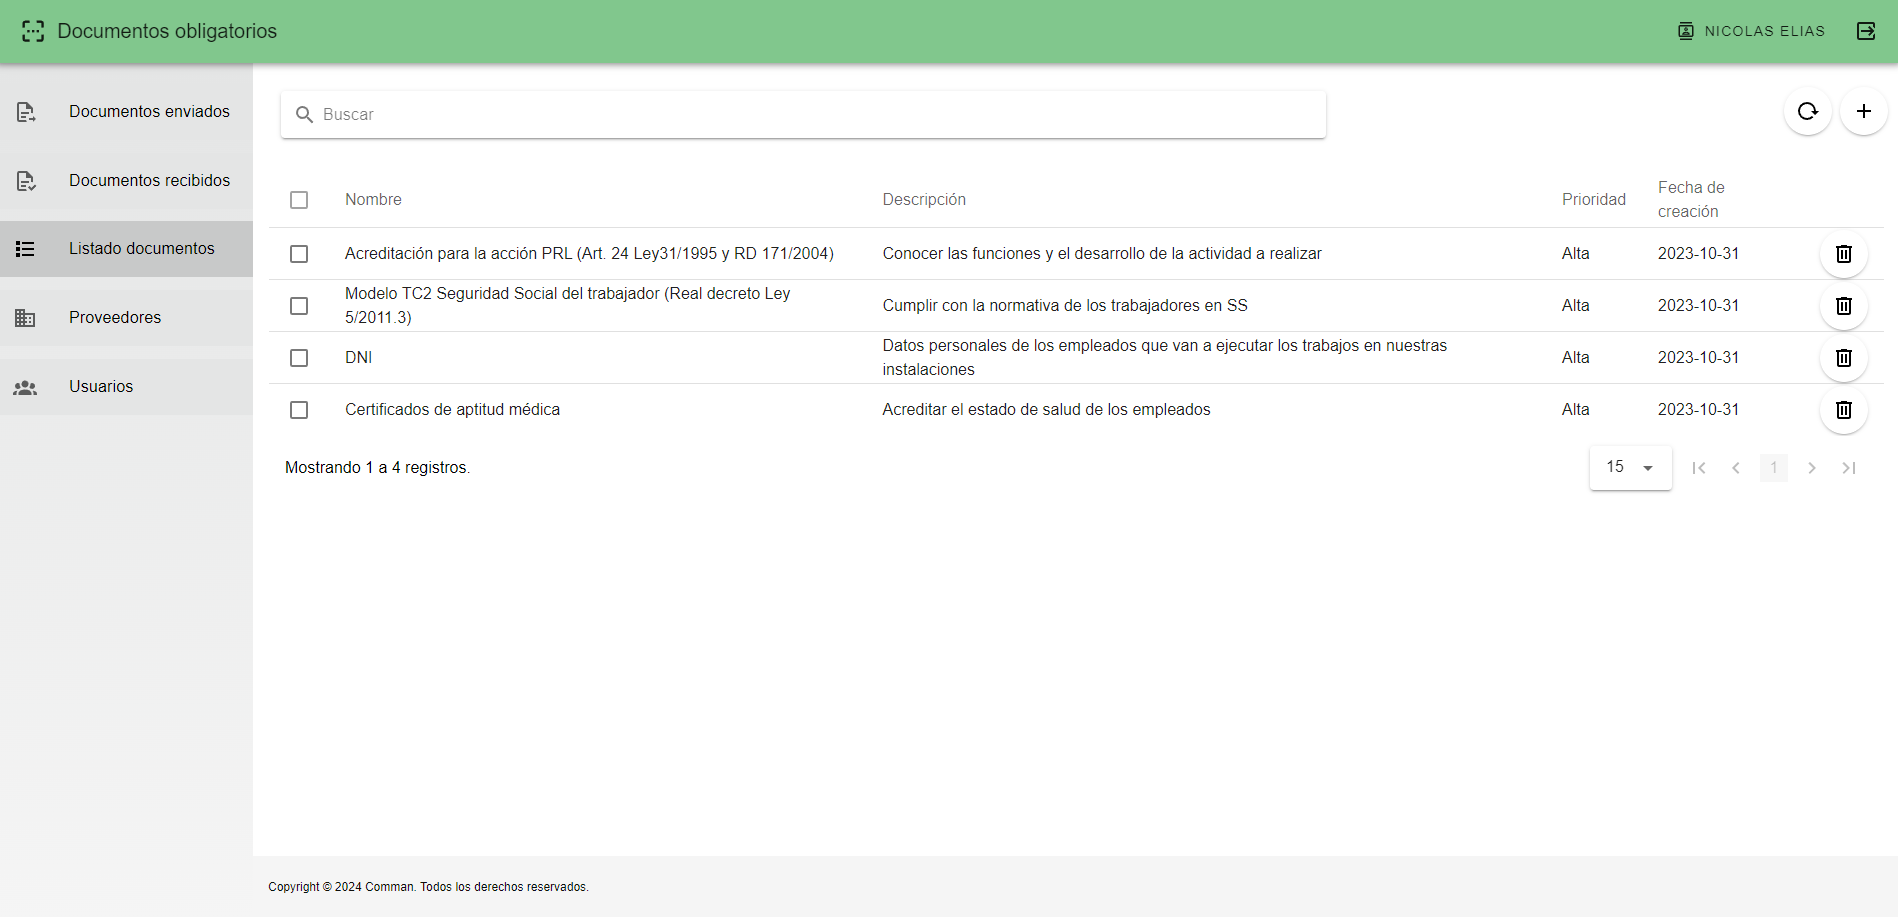 Documentos obligatorios
NICOLAS ELIAS
Documentos enviados
Documentos recibidos
Listado documentos
Proveedores
Usuarios
Buscar
Nombre Descripción Prioridad Fecha de
creación
Acreditación para la acción PRL (Art. 24 Ley31/1995 y RD 171/2004) Conocer las funciones y el desarrollo de la actividad a realizar Alta 2023-10-31
Modelo TC2 Seguridad Social del trabajador (Real decreto Ley
5/2011.3) Cumplir con la normativa de los trabajadores en SS Alta 2023-10-31
DNI Datos personales de los empleados que van a ejecutar los trabajos en nuestras
instalaciones Alta 2023-10-31
Certificados de aptitud médica Acreditar el estado de salud de los empleados Alta 2023-10-31
Mostrando 1 a 4 registros. 15 1
Copyright © 2024 Comman. Todos los derechos reservados.